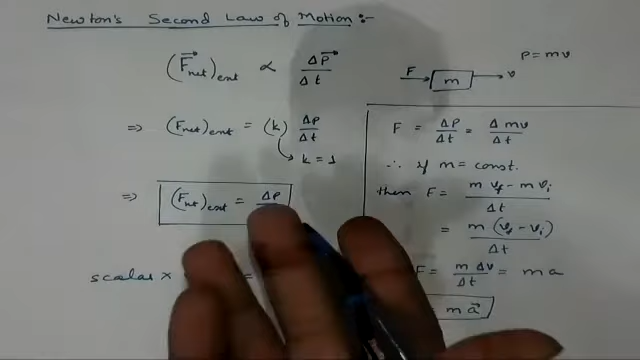 Newton's Second Law of Motion :-
(F⃗net)ext ∝ ΔP⃗ / Δt
P = mv
F m v
⇒ (Fnet)ext = (k) ΔP / Δt
k = 1
⇒ (Fnet)ext = ΔP
scalar ×
=
F = ΔP / Δt = Δ mv / Δt
∴ if m = const.
then F = m vf - m vi / Δt
= m (vf - vi) / Δt
F = m Δv / Δt = m a
= m a⃗